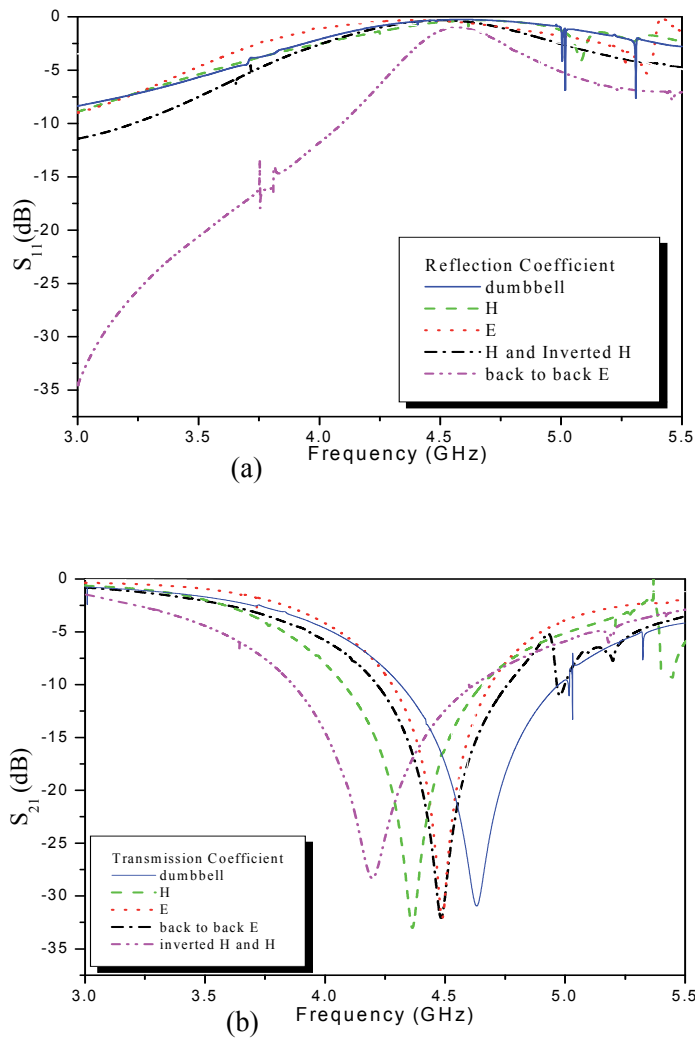 0
-5
-10
-15
-20
-25
-30
-35
S11 (dB)
Reflection Coefficient
dumbbell
H
E
H and Inverted H
back to back E
3.0 3.5 4.0 4.5 5.0 5.5
Frequency (GHz)
(a)
0
-5
-10
-15
-20
-25
-30
-35
S21 (dB)
Transmission Coefficient
dumbbell
H
E
back to back E
inverted H and H
3.0 3.5 4.0 4.5 5.0 5.5
Frequency (GHz)
(b)